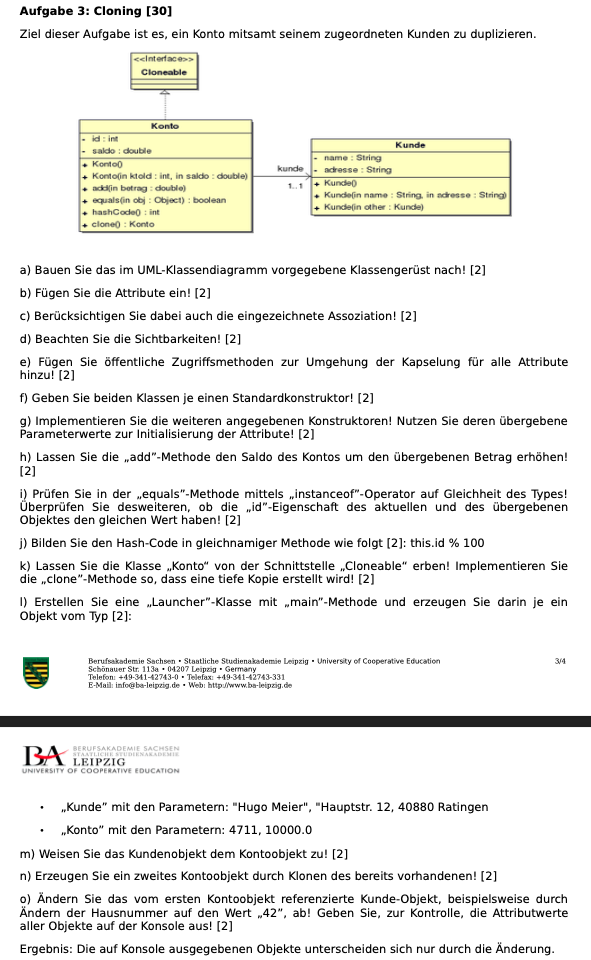 Aufgabe 3: Cloning [30]
Ziel dieser Aufgabe ist es, ein Konto mitsamt seinem zugeordneten Kunden zu duplizieren.
<<Interface>>
Cloneable
Konto
- id : int
- saldo : double
+ Konto()
+ Konto(in ktoId : int, in saldo : double)
+ add(in betrag : double)
+ equals(in obj : Object) : boolean
+ hashCode() : int
+ clone() : Konto
kunde
1..1
Kunde
- name : String
- adresse : String
+ Kunde()
+ Kunde(in name : String, in adresse : String)
+ Kunde(in other : Kunde)
a) Bauen Sie das im UML-Klassendiagramm vorgegebene Klassengerüst nach! [2]
b) Fügen Sie die Attribute ein! [2]
c) Berücksichtigen Sie dabei auch die eingezeichnete Assoziation! [2]
d) Beachten Sie die Sichtbarkeiten! [2]
e) Fügen Sie öffentliche Zugriffsmethoden zur Umgehung der Kapselung für alle Attribute
hinzu! [2]
f) Geben Sie beiden Klassen je einen Standardkonstruktor! [2]
g) Implementieren Sie die weiteren angegebenen Konstruktoren! Nutzen Sie deren übergebene
Parameterwerte zur Initialisierung der Attribute! [2]
h) Lassen Sie die „add”-Methode den Saldo des Kontos um den übergebenen Betrag erhöhen!
[2]
i) Prüfen Sie in der „equals”-Methode mittels „instanceof”-Operator auf Gleichheit des Types!
Überprüfen Sie desweiteren, ob die „id”-Eigenschaft des aktuellen und des übergebenen
Objektes den gleichen Wert haben! [2]
j) Bilden Sie den Hash-Code in gleichnamiger Methode wie folgt [2]: this.id % 100
k) Lassen Sie die Klasse „Konto” von der Schnittstelle „Cloneable” erben! Implementieren Sie
die „clone”-Methode so, dass eine tiefe Kopie erstellt wird! [2]
l) Erstellen Sie eine „Launcher”-Klasse mit „main”-Methode und erzeugen Sie darin je ein
Objekt vom Typ [2]:
Berufsakademie Sachsen • Staatliche Studienakademie Leipzig • University of Cooperative Education
Schönauer Str. 113a • 04207 Leipzig • Germany
Telefon: +49-341-42743-0 • Telefax: +49-341-42743-331
E-Mail: info@ba-leipzig.de • Web: http://www.ba-leipzig.de
3/4
BA BERUFSAKADEMIE SACHSEN
STAATLICHE STUDIENAKADEMIE
LEIPZIG
UNIVERSITY OF COOPERATIVE EDUCATION
• „Kunde” mit den Parametern: "Hugo Meier", "Hauptstr. 12, 40880 Ratingen
• „Konto” mit den Parametern: 4711, 10000.0
m) Weisen Sie das Kundenobjekt dem Kontoobjekt zu! [2]
n) Erzeugen Sie ein zweites Kontoobjekt durch Klonen des bereits vorhandenen! [2]
o) Ändern Sie das vom ersten Kontoobjekt referenzierte Kunde-Objekt, beispielsweise durch
Ändern der Hausnummer auf den Wert „42”, ab! Geben Sie, zur Kontrolle, die Attributwerte
aller Objekte auf der Konsole aus! [2]
Ergebnis: Die auf Konsole ausgegebenen Objekte unterscheiden sich nur durch die Änderung.